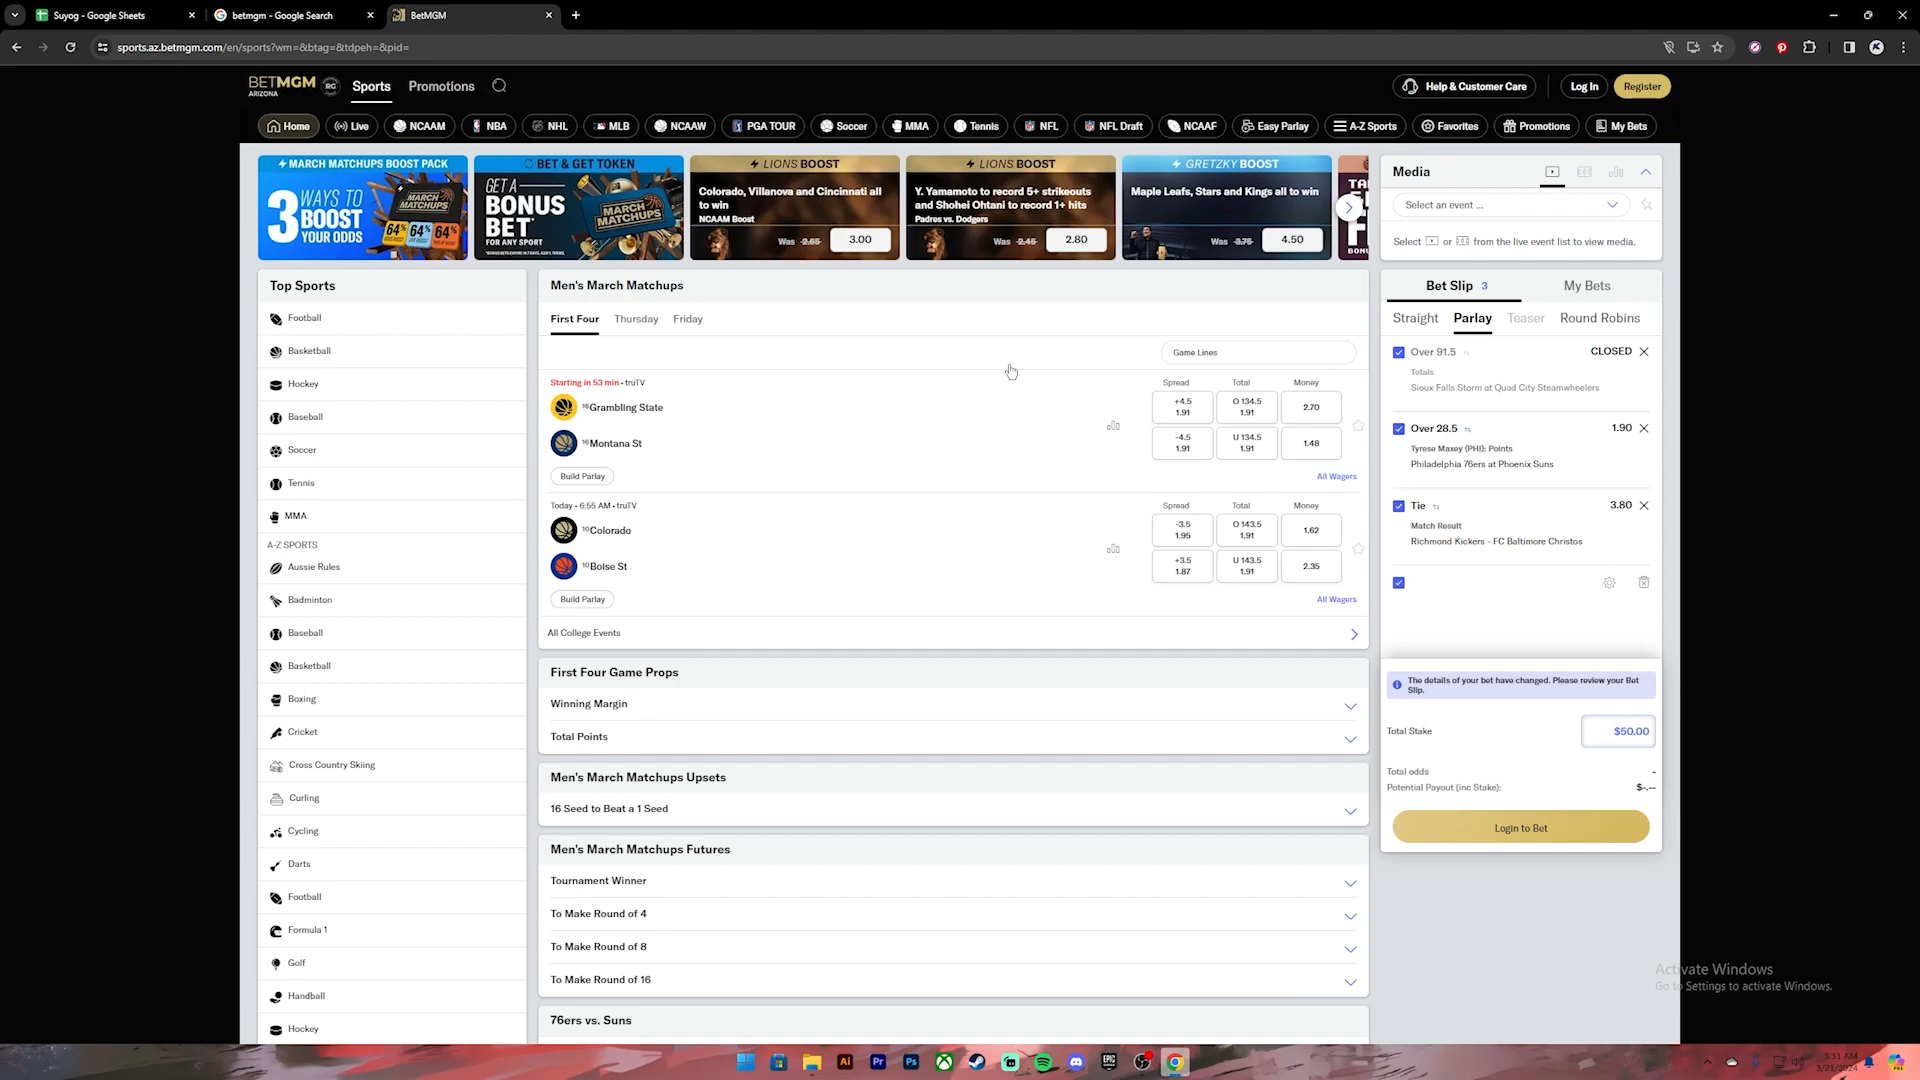 Suyog - Google Sheets
betmgm - Google Search
BetMGM
sports.az.betmgm.com/en/sports?wm=&btag=&tdpeh=&pid=
BETMGM
ARIZONA
RG
Sports
Promotions
Help & Customer Care
Log In
Register
Home
Live
NCAAM
NBA
NHL
MLB
NCAAW
PGA TOUR
Soccer
MMA
Tennis
NFL
NFL Draft
NCAAF
Easy Parlay
A-Z Sports
Favorites
Promotions
My Bets
MARCH MATCHUPS BOOST PACK
3 WAYS TO
BOOST
YOUR ODDS
MARCH
MATCHUPS
64% 64% 64%
BET & GET TOKEN
GET A
BONUS
BET*
FOR ANY SPORT
MARCH
MATCHUPS
LIONS BOOST
Colorado, Villanova and Cincinnati all
to win
NCAAM Boost
Was 2.65 3.00
LIONS BOOST
Y. Yamamoto to record 5+ strikeouts
and Shohei Ohtani to record 1+ hits
Padres vs. Dodgers
Was 2.45 2.80
GRETZKY BOOST
Maple Leafs, Stars and Kings all to win
Was 3.75 4.50
Media
Select an event ...
Select or from the live event list to view media.
Top Sports
Football
Basketball
Hockey
Baseball
Soccer
Tennis
MMA
A-Z SPORTS
Aussie Rules
Badminton
Baseball
Basketball
Boxing
Cricket
Cross Country Skiing
Curling
Cycling
Darts
Football
Formula 1
Golf
Handball
Hockey
Men's March Matchups
First Four
Thursday
Friday
Game Lines
Starting in 53 min • truTV
Spread Total Money
16 Grambling State
+4.5
1.91
O 134.5
1.91
2.70
16 Montana St
-4.5
1.91
U 134.5
1.91
1.48
Build Parlay
All Wagers
Today • 6:55 AM • truTV
Spread Total Money
10 Colorado
-3.5
1.95
O 143.5
1.91
1.62
10 Boise St
+3.5
1.87
U 143.5
1.91
2.35
Build Parlay
All Wagers
All College Events
First Four Game Props
Winning Margin
Total Points
Men's March Matchups Upsets
16 Seed to Beat a 1 Seed
Men's March Matchups Futures
Tournament Winner
To Make Round of 4
To Make Round of 8
To Make Round of 16
76ers vs. Suns
Bet Slip 3
My Bets
Straight
Parlay
Teaser
Round Robins
Over 91.5
CLOSED
Totals
Sioux Falls Storm at Quad City Steamwheelers
Over 28.5
1.90
Tyrese Maxey (PHI): Points
Philadelphia 76ers at Phoenix Suns
Tie
3.80
Match Result
Richmond Kickers - FC Baltimore Christos
The details of your bet have changed. Please review your Bet
Slip.
Total Stake
$50.00
Total odds
-
Potential Payout (inc Stake):
$-.--
Login to Bet
Activate Windows
Go to Settings to activate Windows.
3:31 AM
3/21/2024